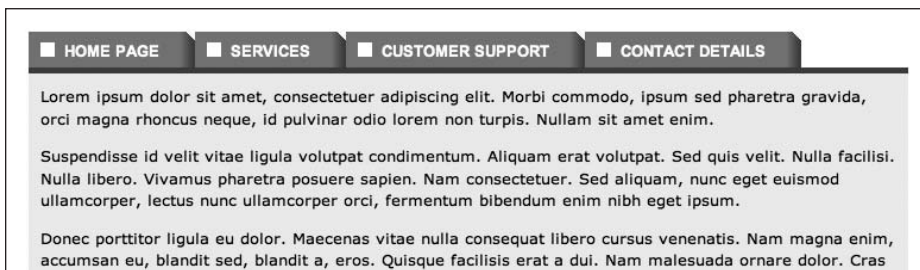 HOME PAGE SERVICES CUSTOMER SUPPORT CONTACT DETAILS
Lorem ipsum dolor sit amet, consectetuer adipiscing elit. Morbi commodo, ipsum sed pharetra gravida,
orci magna rhoncus neque, id pulvinar odio lorem non turpis. Nullam sit amet enim.
Suspendisse id velit vitae ligula volutpat condimentum. Aliquam erat volutpat. Sed quis velit. Nulla facilisi.
Nulla libero. Vivamus pharetra posuere sapien. Nam consectetuer. Sed aliquam, nunc eget euismod
ullamcorper, lectus nunc ullamcorper orci, fermentum bibendum enim nibh eget ipsum.
Donec porttitor ligula eu dolor. Maecenas vitae nulla consequat libero cursus venenatis. Nam magna enim,
accumsan eu, blandit sed, blandit a, eros. Quisque facilisis erat a dui. Nam malesuada ornare dolor. Cras